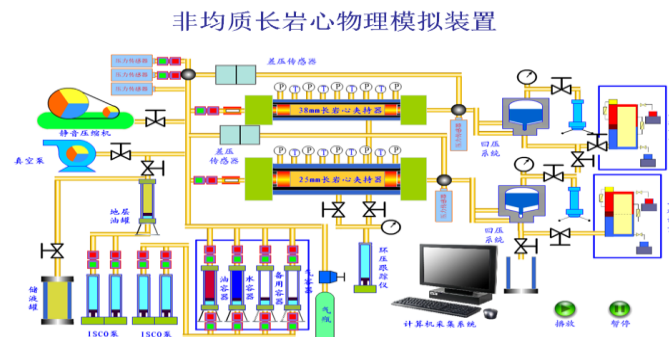 非均质长岩心物理模拟装置
压力传感器
压力传感器
压力传感器
差压传感器
P T P T P T P T P
38mm长岩心夹持器
静音压缩机
差压
传感器
回压
系统
真空泵
P T P T P T P T P
25mm长岩心夹持器
地层
油罐
回压
系统
储液罐
油容器
水容器
备用容器
气容器
环压跟踪仪
气瓶
ISCO泵
ISCO泵
计算机采集系统
播放
暂停